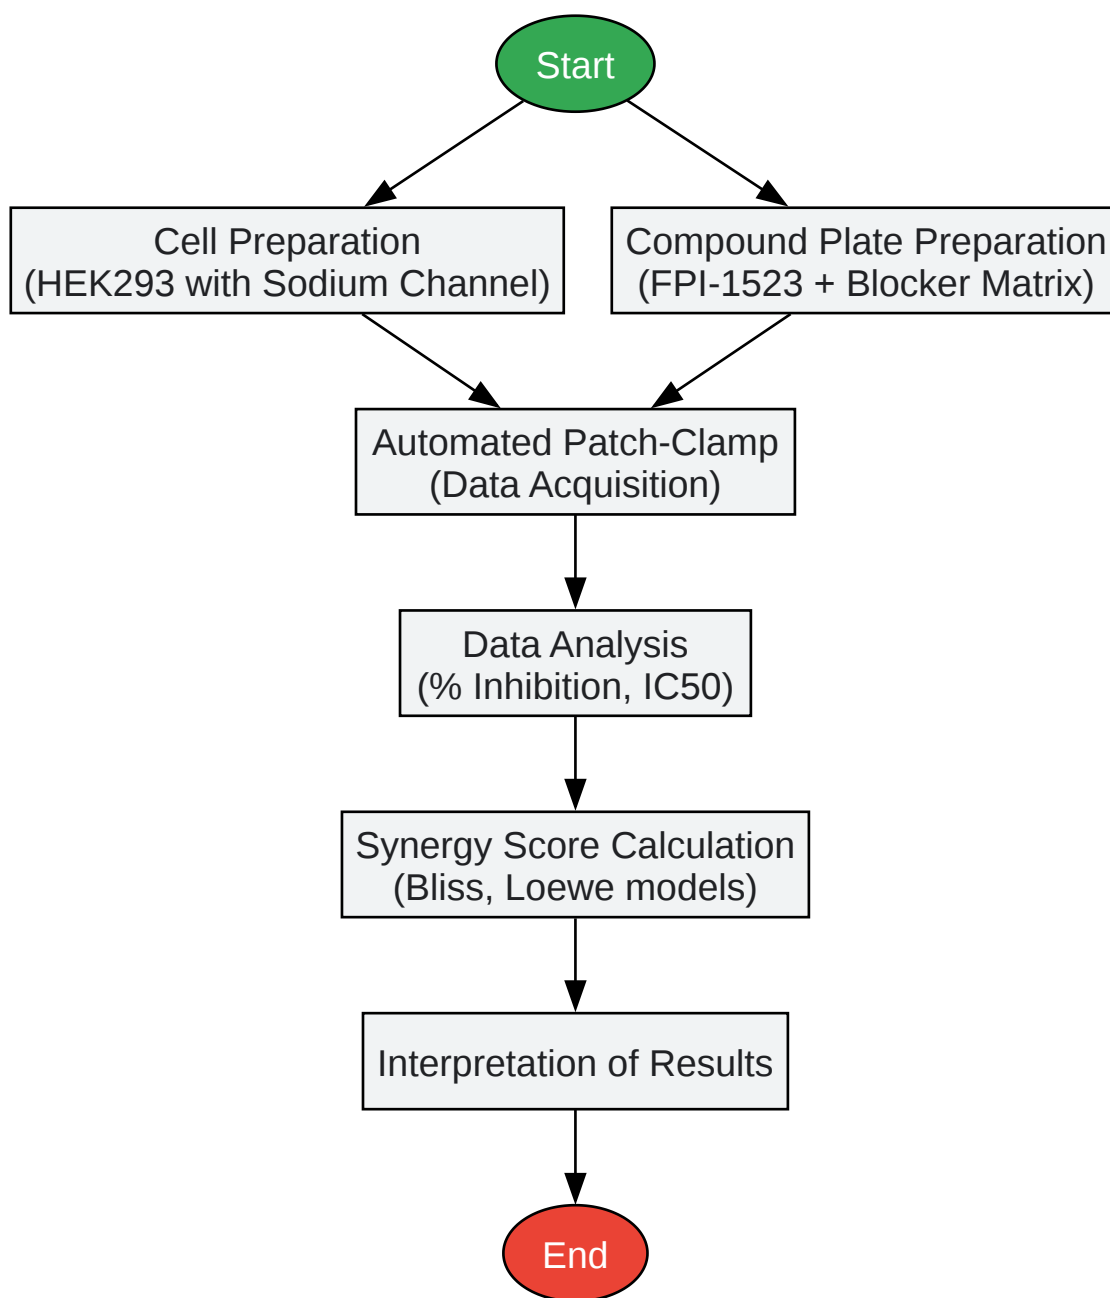 Start
Cell Preparation
(HEK293 with Sodium Channel)
Compound Plate Preparation
(FPI-1523 + Blocker Matrix)
Automated Patch-Clamp
(Data Acquisition)
Data Analysis
(% Inhibition, IC50)
Synergy Score Calculation
(Bliss, Loewe models)
Interpretation of Results
End